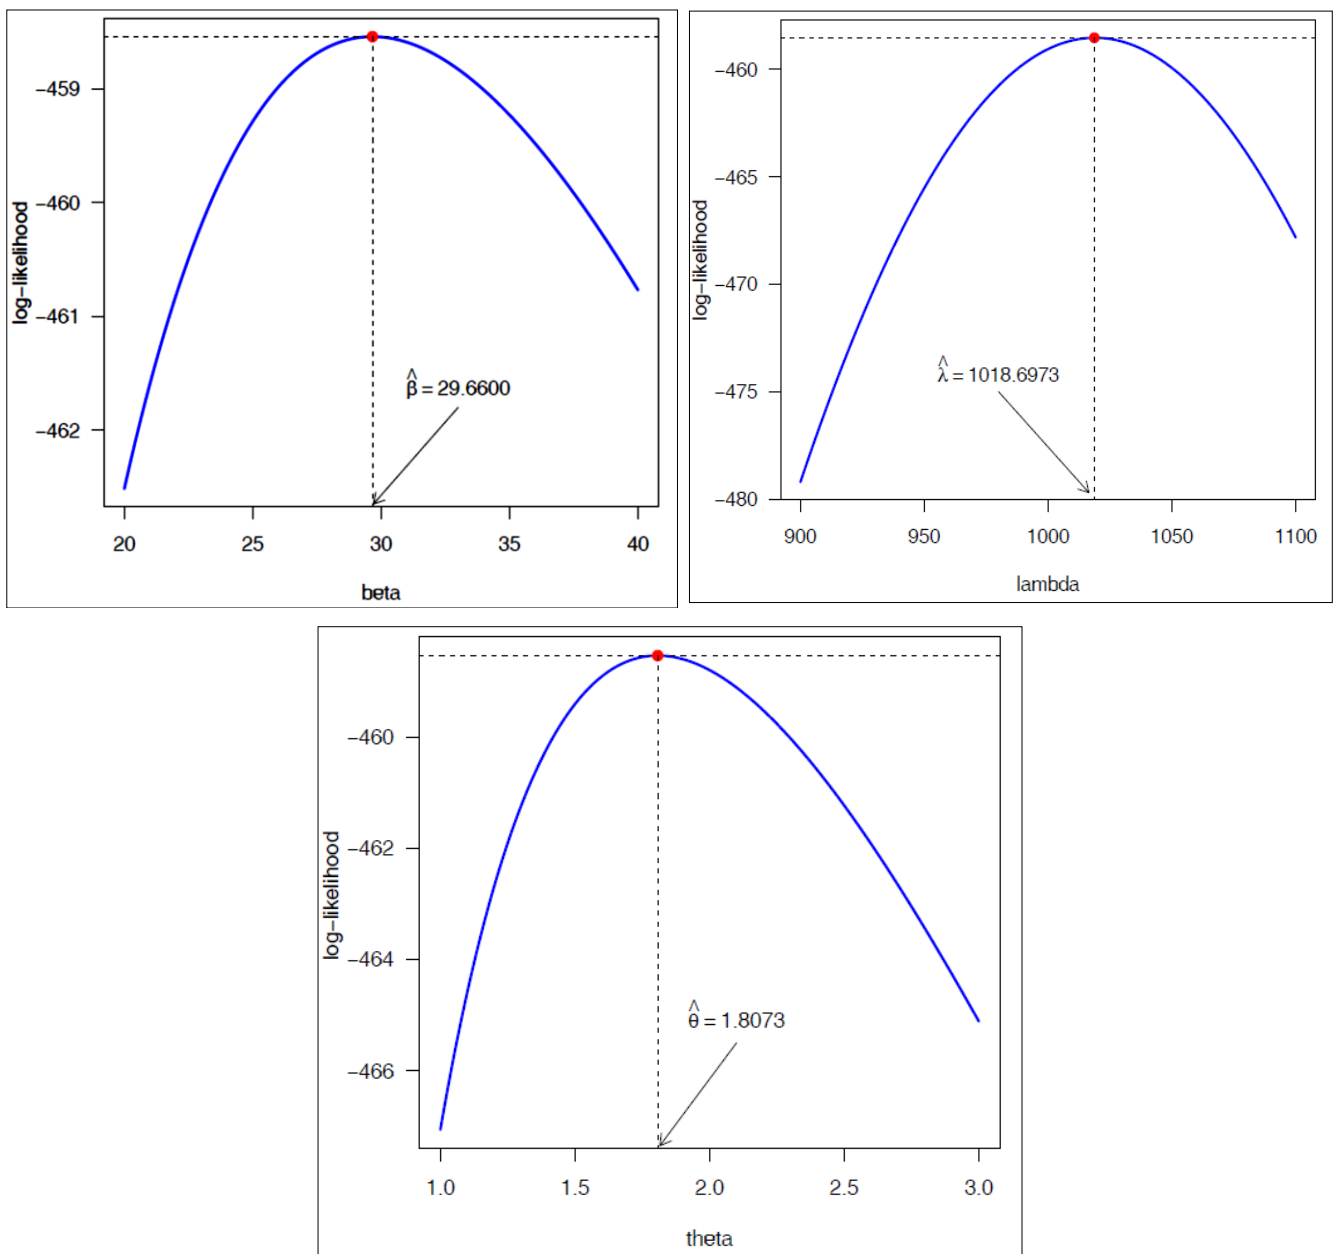 log−likelihood
−459
−460
−461
−462
β̂ = 29.6600
20 25 30 35 40
beta
log−likelihood
−460
−465
−470
−475
−480
λ̂ = 1018.6973
900 950 1000 1050 1100
lambda
log−likelihood
−460
−462
−464
−466
θ̂ = 1.8073
1.0 1.5 2.0 2.5 3.0
theta